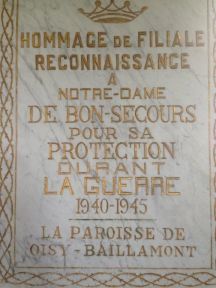 HOMMAGE DE FILIALE
RECONNAISSANCE
A
NOTRE-DAME
DE BON-SECOURS
POUR SA
PROTECTION
DURANT
LA GUERRE
1940-1945
LA PAROISSE DE
OISY-BAILLAMONT